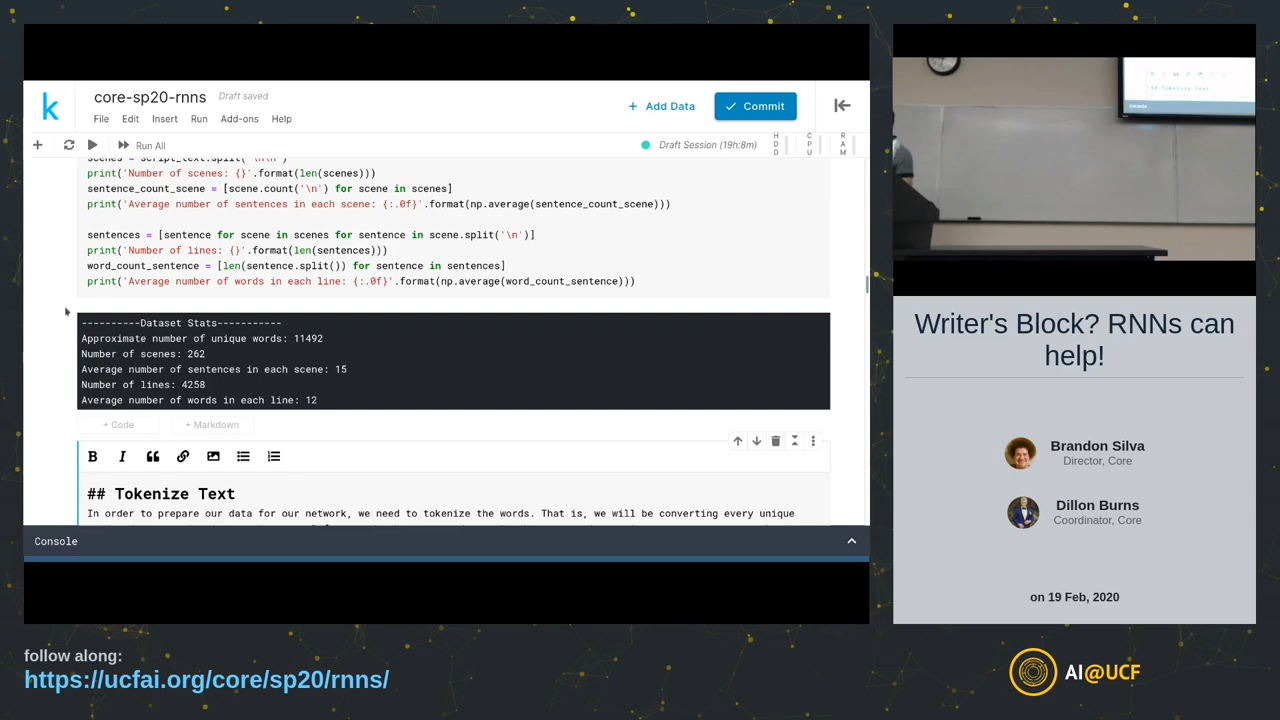 core-sp20-rnns
Draft saved
File Edit Insert Run Add-ons Help
+ Add Data
Commit
Run All
Draft Session (19h:8m)
HDD
CPU
RAM
scenes = script_text.split('\n\n')
print('Number of scenes: {}'.format(len(scenes)))
sentence_count_scene = [scene.count('\n') for scene in scenes]
print('Average number of sentences in each scene: {:.0f}'.format(np.average(sentence_count_scene)))
sentences = [sentence for scene in scenes for sentence in scene.split('\n')]
print('Number of lines: {}'.format(len(sentences)))
word_count_sentence = [len(sentence.split()) for sentence in sentences]
print('Average number of words in each line: {:.0f}'.format(np.average(word_count_sentence)))
----------Dataset Stats-----------
Approximate number of unique words: 11492
Number of scenes: 262
Average number of sentences in each scene: 15
Number of lines: 4258
Average number of words in each line: 12
+ Code + Markdown
## Tokenize Text
In order to prepare our data for our network, we need to tokenize the words. That is, we will be converting every unique
Console
## Tokenize Text
Console
Writer's Block? RNNs can
help!
Brandon Silva
Director, Core
Dillon Burns
Coordinator, Core
on 19 Feb, 2020
follow along:
https://ucfai.org/core/sp20/rnns/
AI@UCF